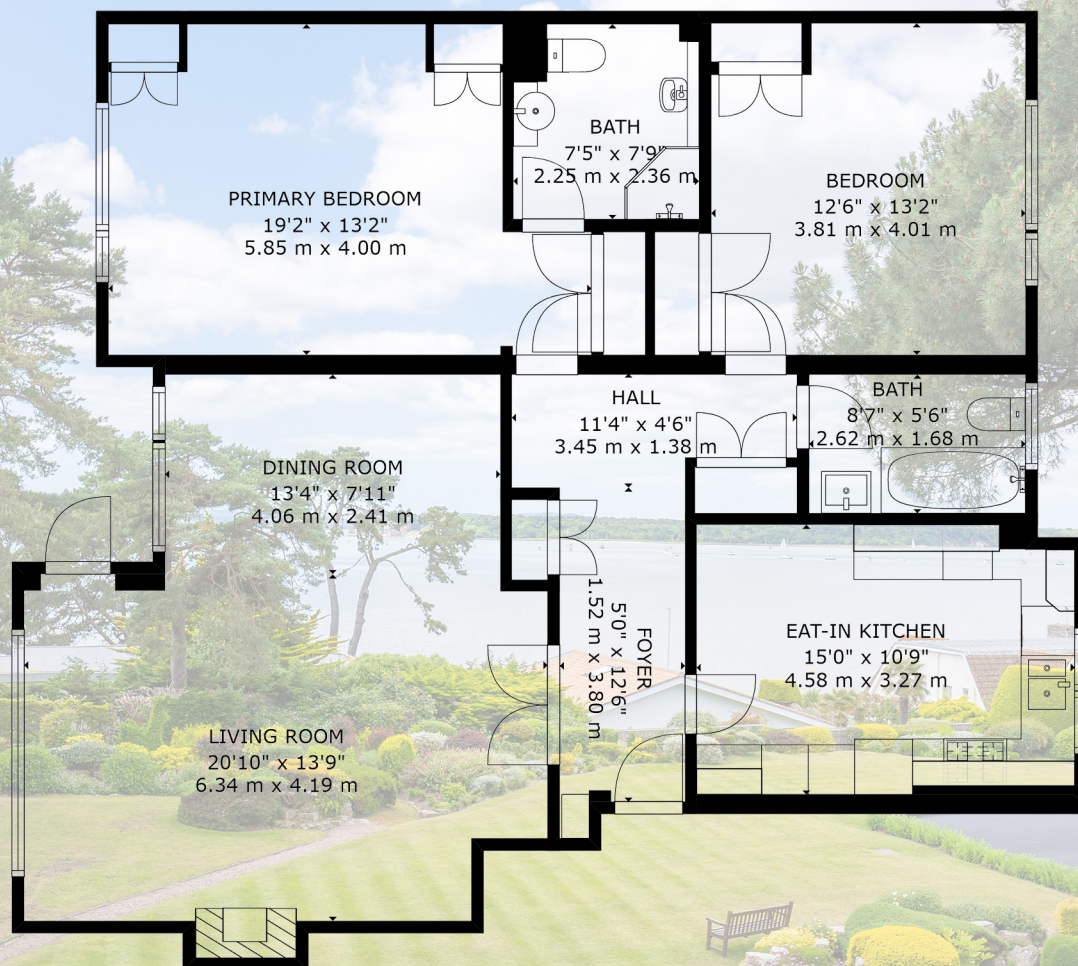 PRIMARY BEDROOM
19'2" x 13'2"
5.85 m x 4.00 m
BATH
7'5" x 7'9"
2.25 m x 2.36 m
BEDROOM
12'6" x 13'2"
3.81 m x 4.01 m
HALL
11'4" x 4'6"
3.45 m x 1.38 m
BATH
8'7" x 5'6"
2.62 m x 1.68 m
DINING ROOM
13'4" x 7'11"
4.06 m x 2.41 m
FOYER
5'0" x 12'6"
1.52 m x 3.80 m
EAT-IN KITCHEN
15'0" x 10'9"
4.58 m x 3.27 m
LIVING ROOM
20'10" x 13'9"
6.34 m x 4.19 m